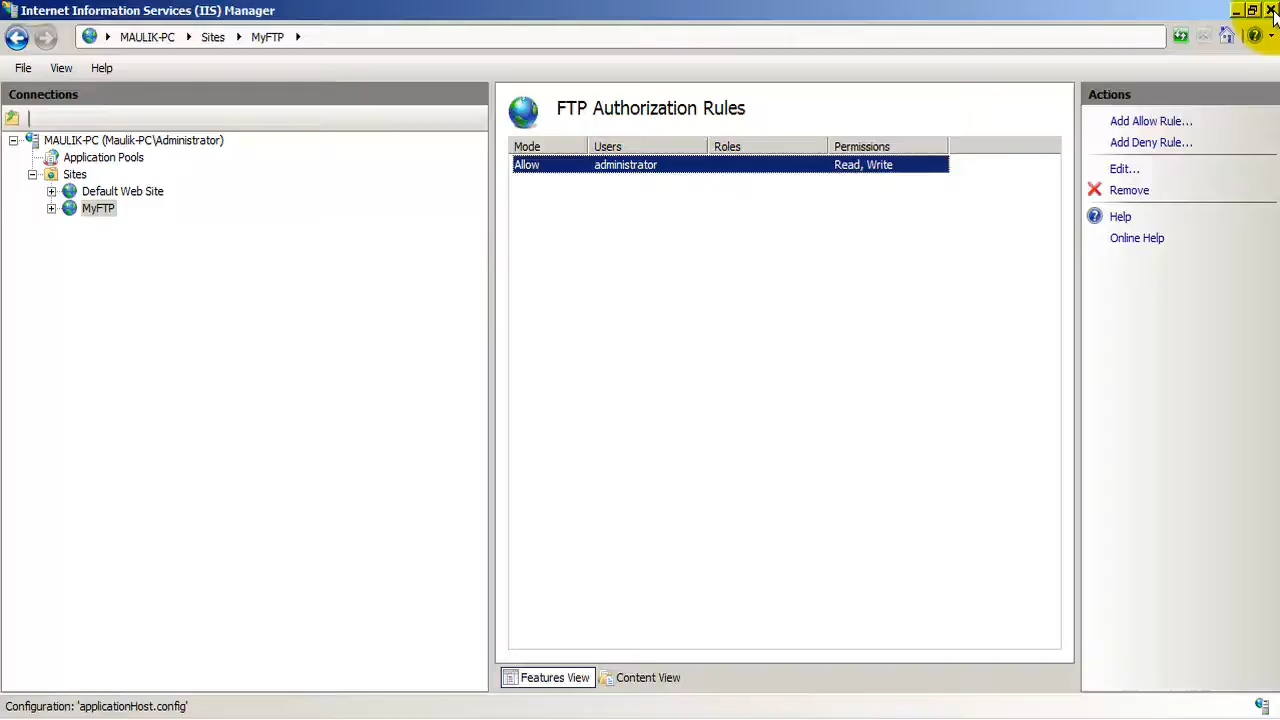 Internet Information Services (IIS) Manager
MAULIK-PC Sites MyFTP
File View Help
Connections
MAULIK-PC (Maulik-PC\Administrator)
Application Pools
Sites
Default Web Site
MyFTP
FTP Authorization Rules
Mode Users Roles Permissions
Allow administrator Read, Write
Features View Content View
Actions
Add Allow Rule...
Add Deny Rule...
Edit...
Remove
Help
Online Help
Configuration: 'applicationHost.config'